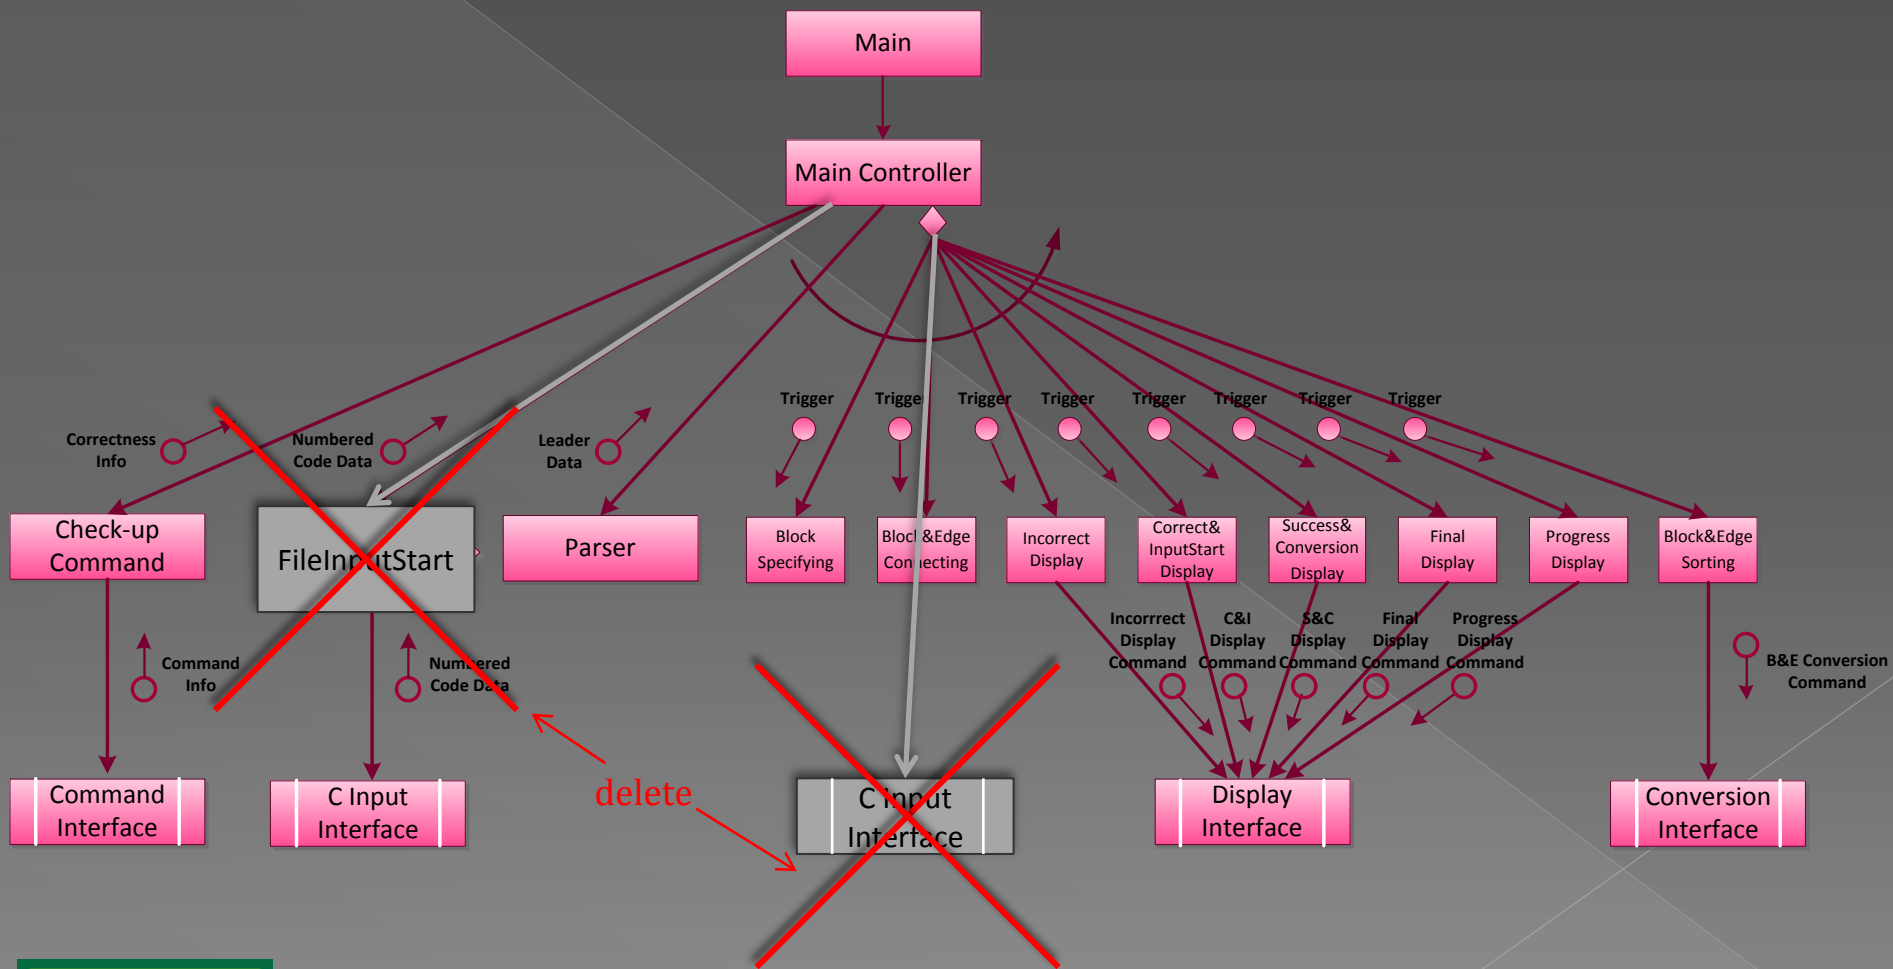 Main
Main Controller
Trigger
Trigger
Trigger
Trigger
Trigger
Trigger
Trigger
Trigger
Correctness
Info
Numbered
Code Data
Leader
Data
Check-up
Command
FileInputStart
Parser
Block
Specifying
Block&Edge
Connecting
Incorrect
Display
Correct&
InputStart
Display
Success&
Conversion
Display
Final
Display
Progress
Display
Block&Edge
Sorting
Command
Info
Numbered
Code Data
Incorrrect
Display
Command
C&I
Display
Command
S&C
Display
Command
Final
Display
Command
Progress
Display
Command
B&E Conversion
Command
delete
Command
Interface
C Input
Interface
C Input
Interface
Display
Interface
Conversion
Interface